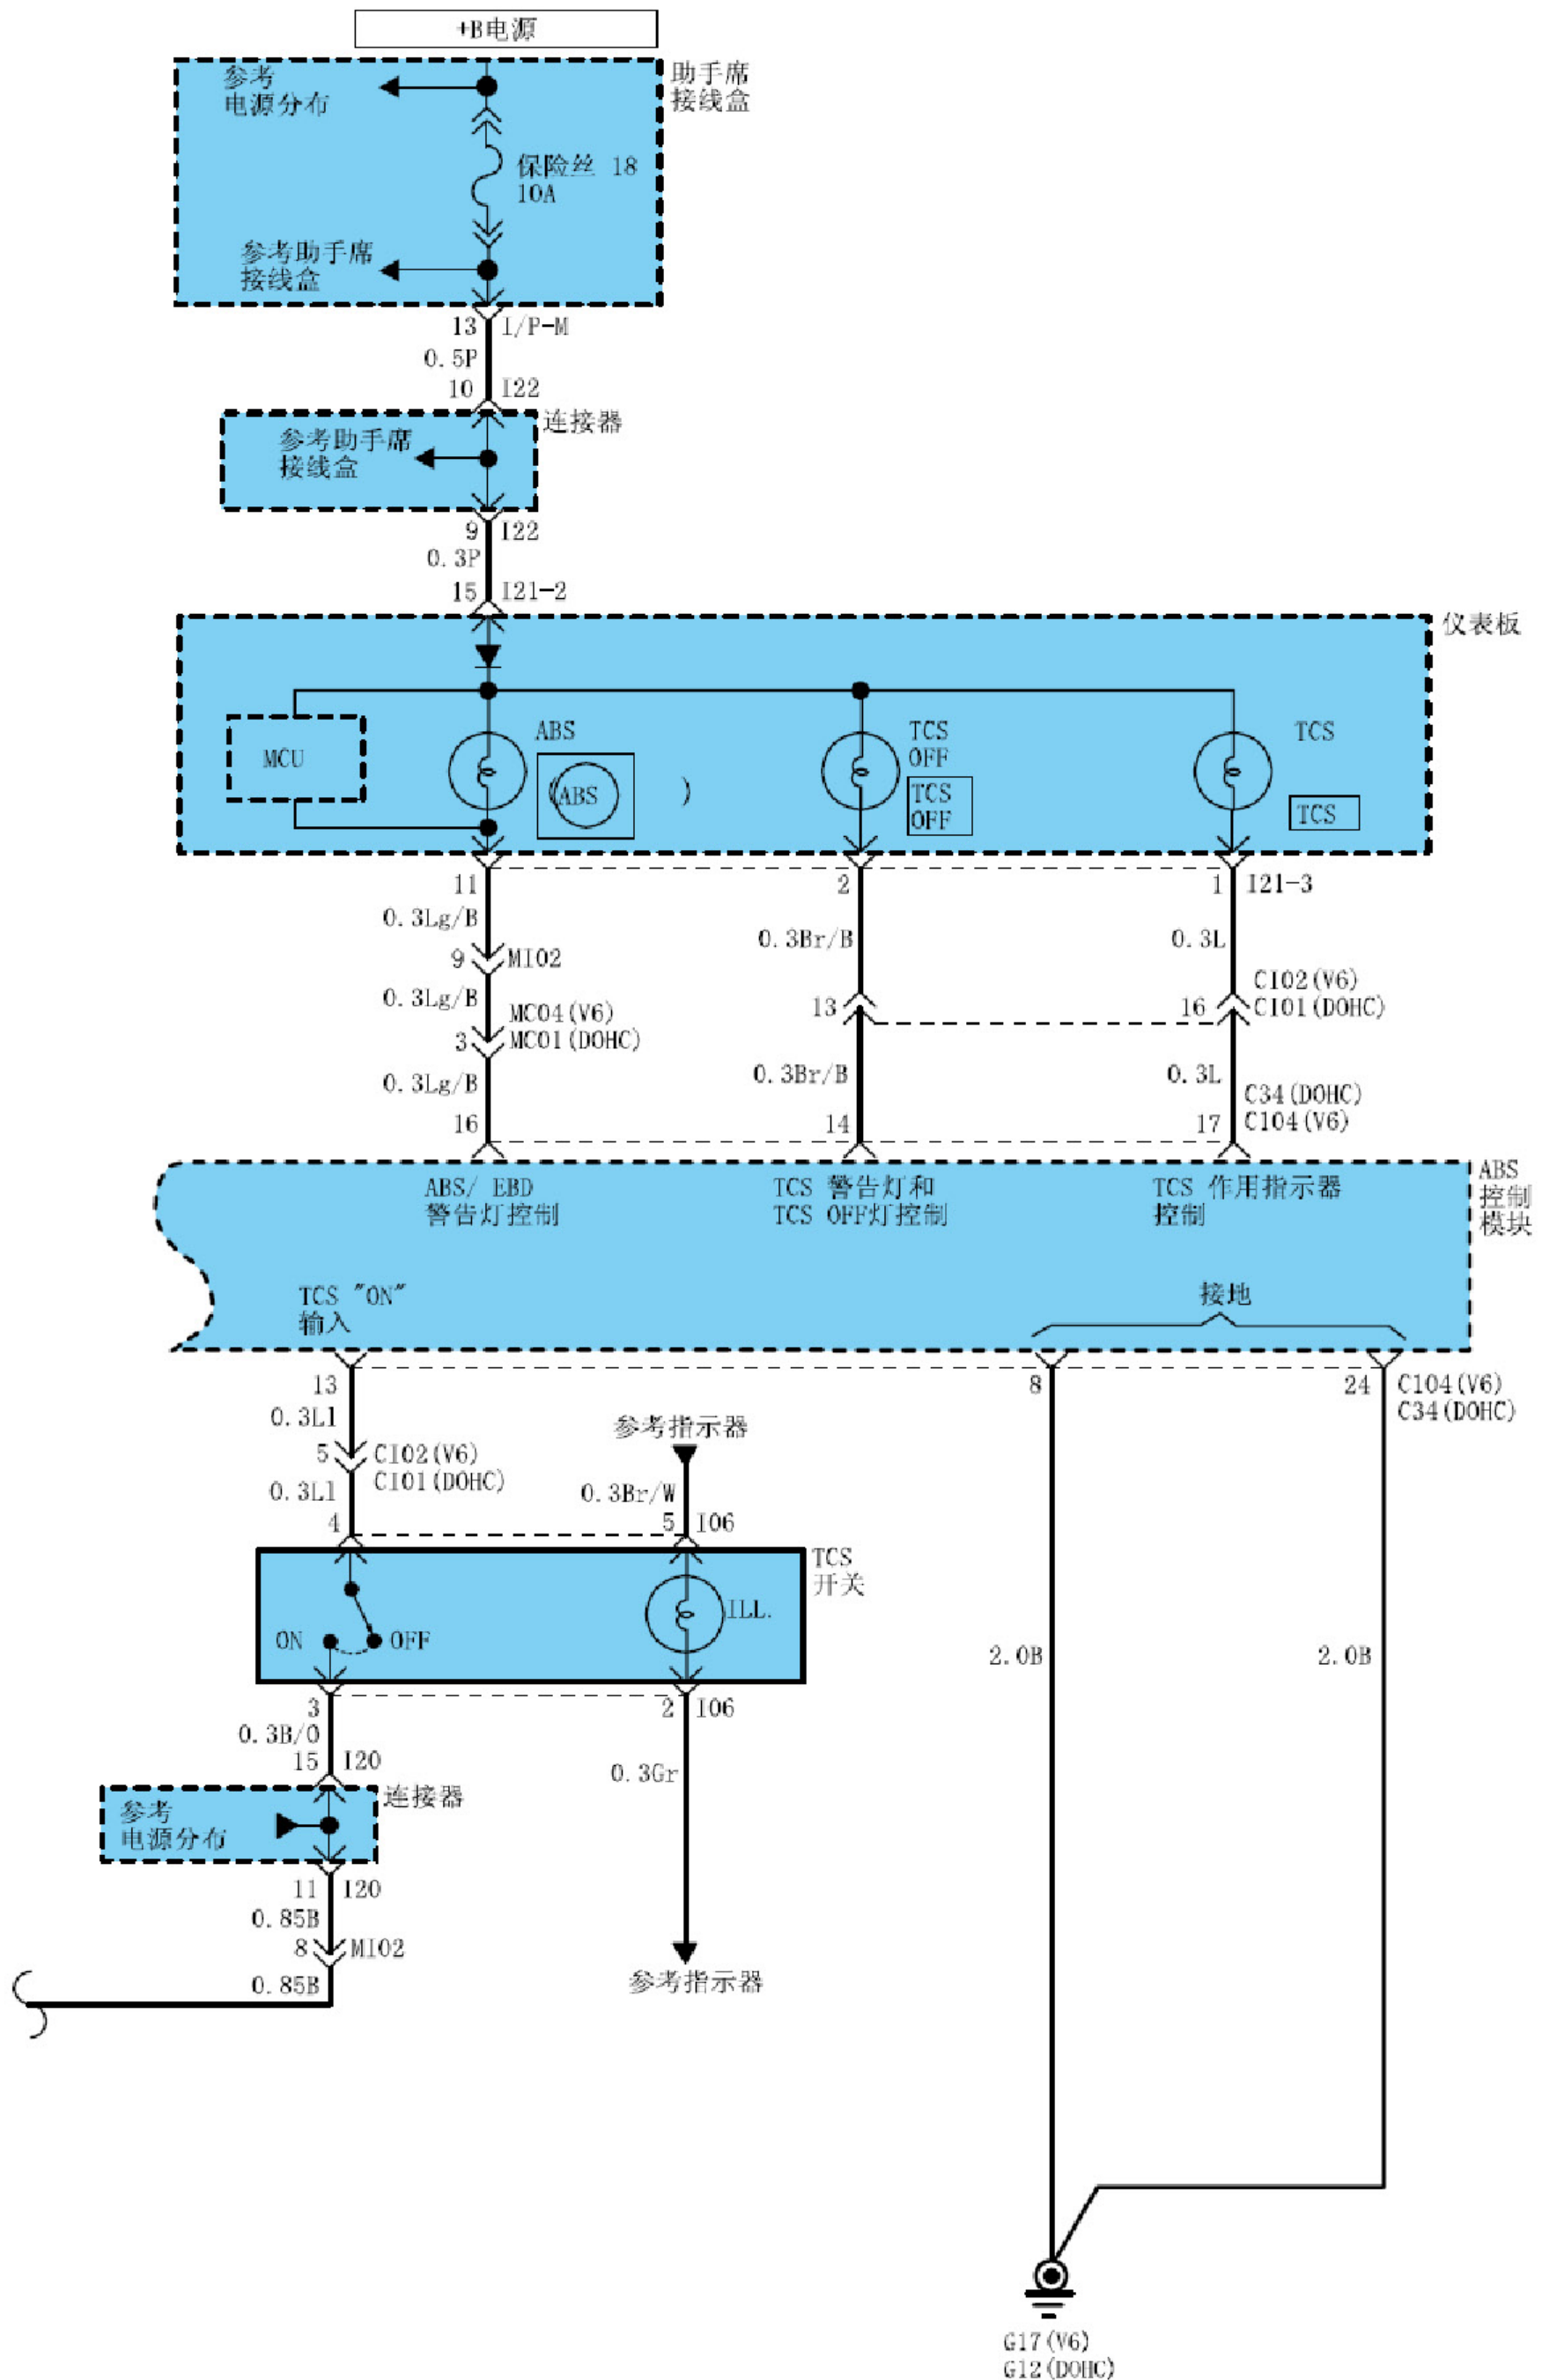 +B电源
参考
电源分布
助手席
接线盒
保险丝 18
10A
参考助手席
接线盒
13 I/P-M
0.5P
10 I22
连接器
参考助手席
接线盒
9 I22
0.3P
15 I21-2
仪表板
MCU
ABS
(ABS )
TCS
OFF
TCS
OFF
TCS
TCS
11 2 1 I21-3
0.3Lg/B 0.3Br/B 0.3L
9 MI02
0.3Lg/B
MC04(V6)
3 MC01(DOHC)
13 16
CI02(V6)
CI01(DOHC)
0.3Lg/B 0.3Br/B 0.3L
C34(DOHC)
C104(V6)
16 14 17
ABS
控制
模块
ABS/ EBD
警告灯控制
TCS 警告灯和
TCS OFF灯控制
TCS 作用指示器
控制
TCS "ON"
输入
接地
13 8 24
C104(V6)
C34(DOHC)
0.3Ll
5 CI02(V6)
CI01(DOHC)
0.3Ll
4
参考指示器
0.3Br/W
5 I06
TCS
开关
ON OFF
ILL.
3 2 I06
0.3B/O
15 I20
0.3Gr
连接器
参考
电源分布
11 I20
0.85B
8 MI02
0.85B
参考指示器
2.0B 2.0B
G17(V6)
G12(DOHC)